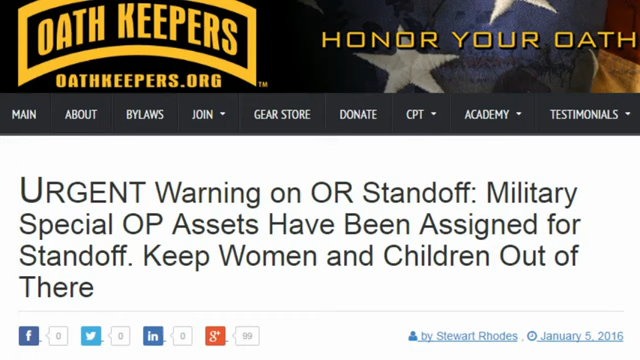 OATH KEEPERS
OATHKEEPERS.ORG
TM
HONOR YOUR OATH
MAIN ABOUT BYLAWS JOIN GEAR STORE DONATE CPT ACADEMY TESTIMONIALS
URGENT Warning on OR Standoff: Military
Special OP Assets Have Been Assigned for
Standoff. Keep Women and Children Out of
There
f 0 0 in 0 g+ 99 by Stewart Rhodes , January 5, 2016